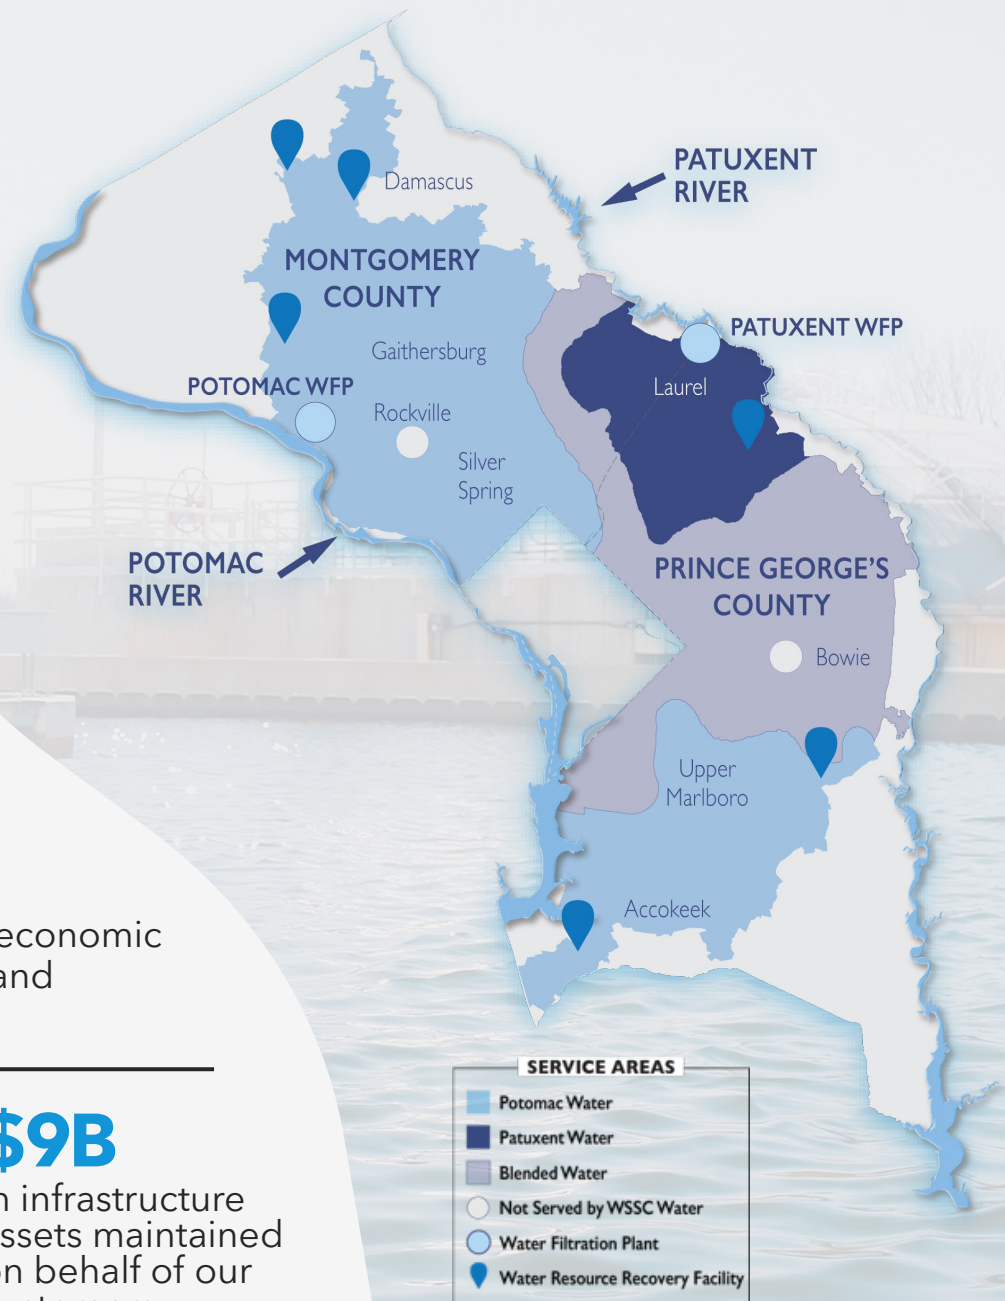 PATUXENT
RIVER
Damascus
MONTGOMERY
COUNTY
PATUXENT WFP
Gaithersburg
POTOMAC WFP
Laurel
Rockville
Silver
Spring
POTOMAC
RIVER
PRINCE GEORGE'S
COUNTY
Bowie
Upper
Marlboro
Accokeek
economic
and
$9B
n infrastructure
ssets maintained
on behalf of our
SERVICE AREAS
Potomac Water
Patuxent Water
Blended Water
Not Served by WSSC Water
Water Filtration Plant
Water Resource Recovery Facility